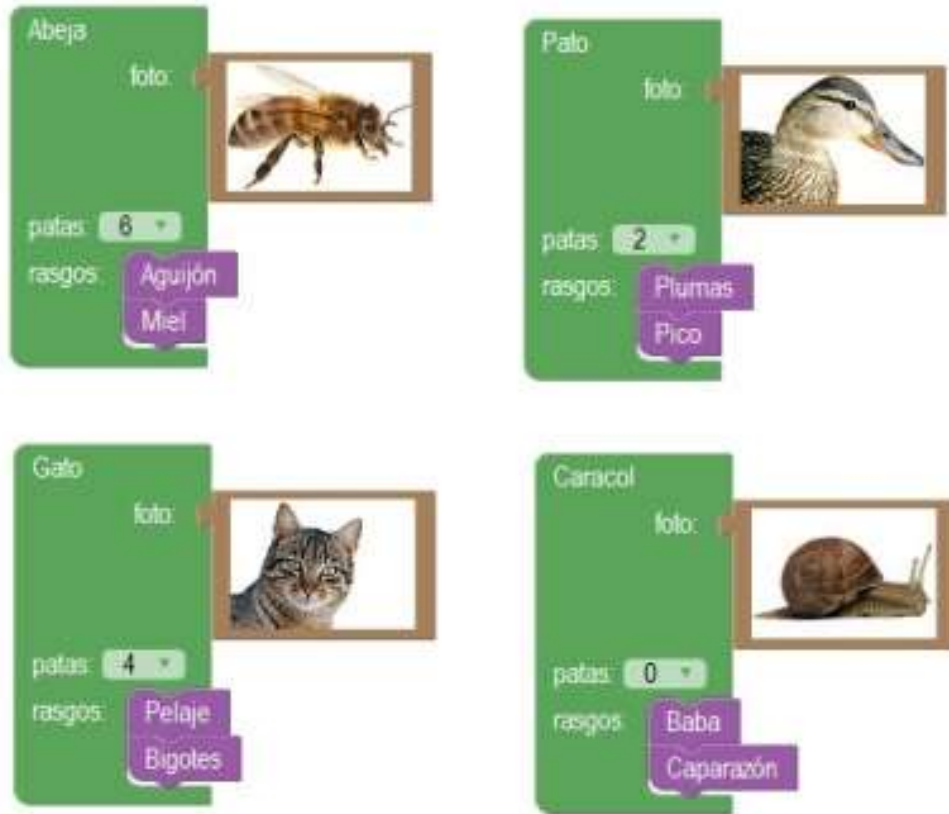 Abeja
foto:
patas: 6
rasgos: Aguijón
Miel
Pato
foto:
patas: 2
rasgos: Plumas
Pico
Gato
foto:
patas: 4
rasgos: Pelaje
Bigotes
Caracol
foto:
patas: 0
rasgos: Baba
Caparazón